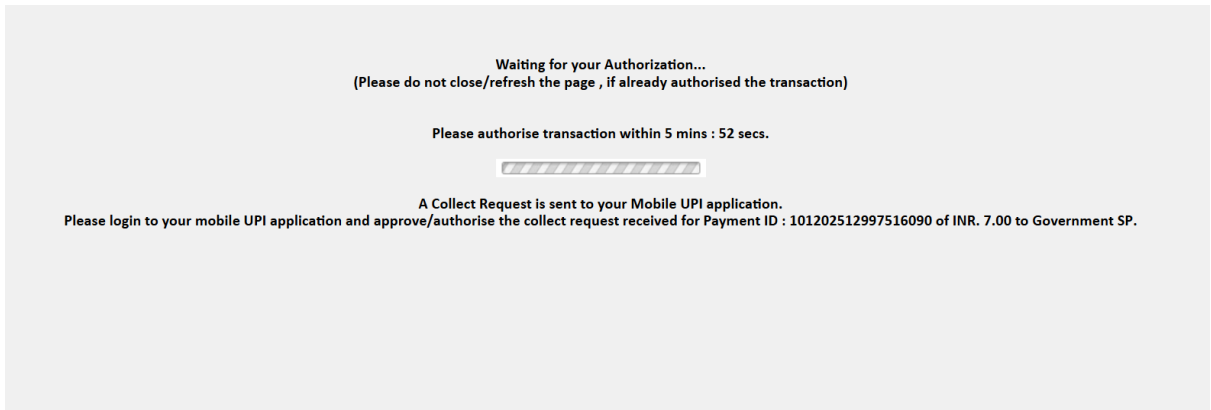 Waiting for your Authorization...
(Please do not close/refresh the page , if already authorised the transaction)
Please authorise transaction within 5 mins : 52 secs.
A Collect Request is sent to your Mobile UPI application.
Please login to your mobile UPI application and approve/authorise the collect request received for Payment ID : 101202512997516090 of INR. 7.00 to Government SP.